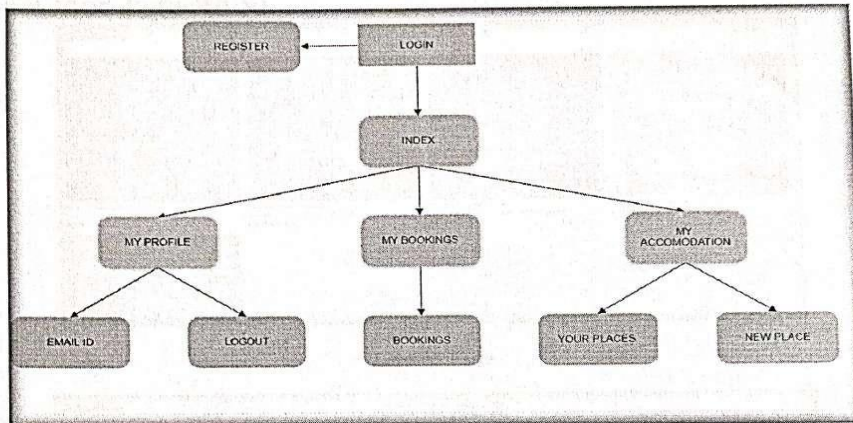 REGISTER
LOGIN
INDEX
MY PROFILE
MY BOOKINGS
MY
ACCOMODATION
EMAIL ID
LOGOUT
BOOKINGS
YOUR PLACES
NEW PLACE